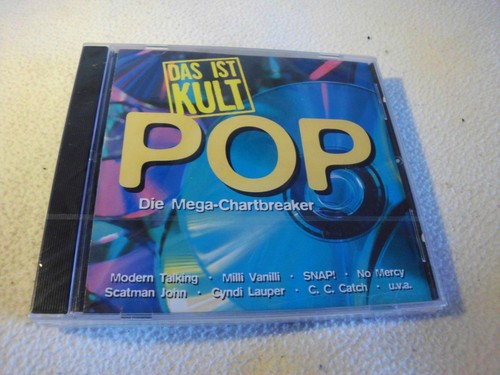 DAS IST
KULT
POP
Die Mega-Chartbreaker
Modern Talking · Milli Vanilli · SNAP! · No Mercy
Scatman John · Cyndi Lauper · C. C. Catch · u.v.a.